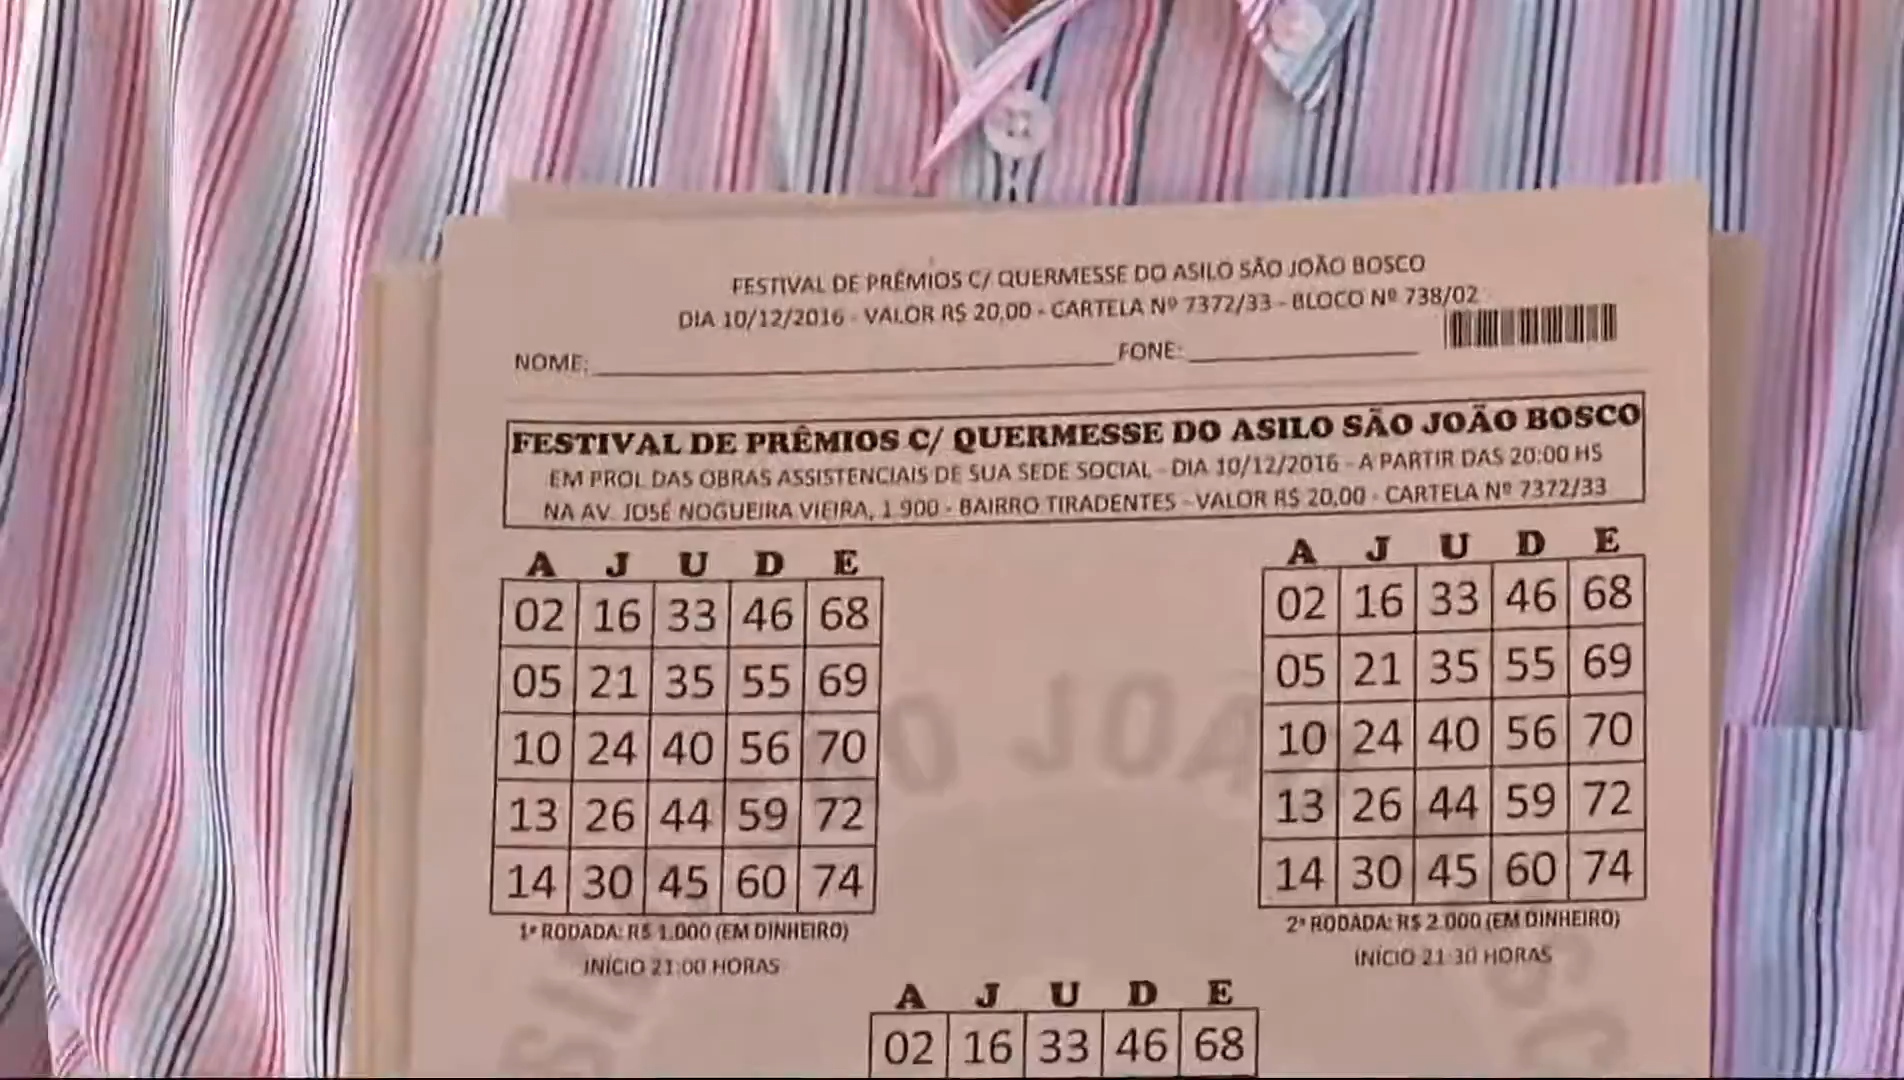 FESTIVAL DE PRÊMIOS C/ QUERMESSE DO ASILO SÃO JOÃO BOSCO
DIA 10/12/2016 - VALOR R$ 20,00 - CARTELA Nº 7372/33 - BLOCO Nº 738/02
NOME: FONE:
FESTIVAL DE PRÊMIOS C/ QUERMESSE DO ASILO SÃO JOÃO BOSCO
EM PROL DAS OBRAS ASSISTENCIAIS DE SUA SEDE SOCIAL - DIA 10/12/2016 - A PARTIR DAS 20:00 HS
NA AV. JOSÉ NOGUEIRA VIEIRA, 1.900 - BAIRRO TIRADENTES - VALOR R$ 20,00 - CARTELA Nº 7372/33
A J U D E
02 16 33 46 68
05 21 35 55 69
10 24 40 56 70
13 26 44 59 72
14 30 45 60 74
1ª RODADA: R$ 1.000 (EM DINHEIRO)
INÍCIO 21:00 HORAS
A J U D E
02 16 33 46 68
05 21 35 55 69
10 24 40 56 70
13 26 44 59 72
14 30 45 60 74
2ª RODADA: R$ 2.000 (EM DINHEIRO)
INÍCIO 21:30 HORAS
A J U D E
02 16 33 46 68